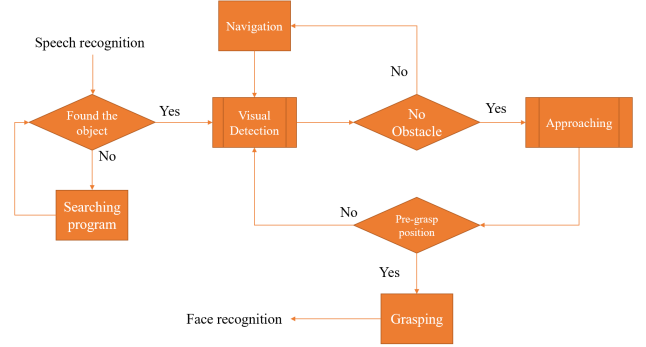 Navigation
Speech recognition
No
Found the
object
Yes
Visual
Detection
No
Obstacle
Yes
Approaching
No
Searching
program
No
Pre-grasp
position
Yes
Face recognition
Grasping